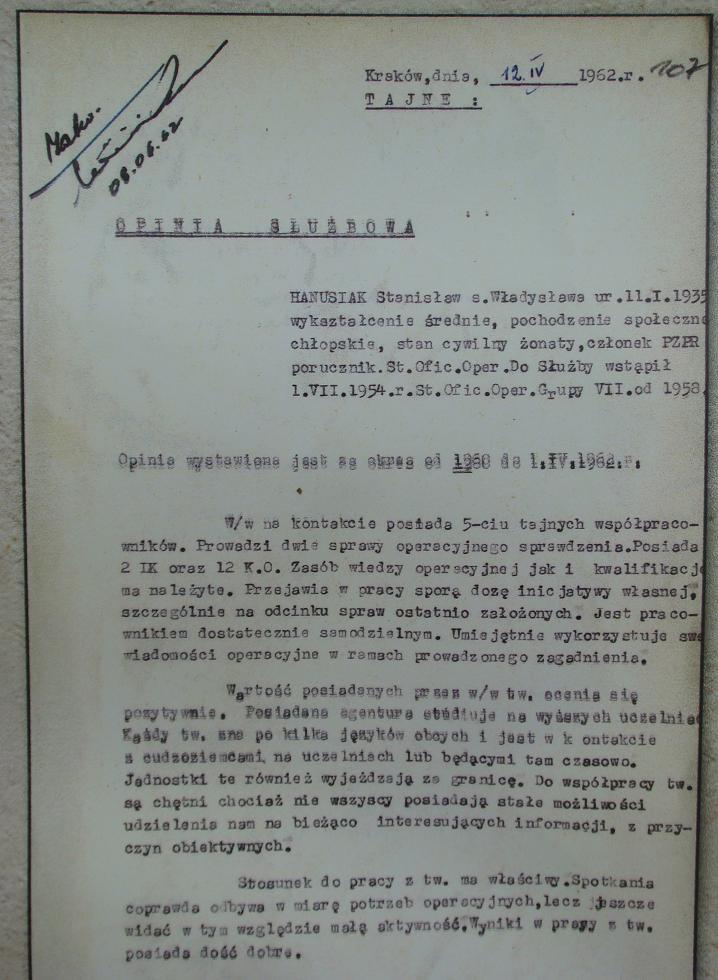 Kraków,dnia, 12.IV 1962.r. 107
T A J N E :
08.06.62
O P I N I A   S Ł U Ż B O W A
HANUSIAK Stanisław s.Władysława ur.11.I.1935
wykształcenie średnie, pochodzenie społeczne
chłopskie, stan cywilny żonaty,członek PZPR
porucznik.St.Ofic.Oper.Do Służby wstąpił
1.VII.1954.r.St.Ofic.Oper.Grupy VII.od 1958.
Opinia wystawiona jest za okres od 1960 do 1.IV.1962.r.
W/w na kontakcie posiada 5-ciu tajnych współpraco-
wników. Prowadzi dwie sprawy operacyjnego sprawdzenia.Posiada
2 IK oraz 12 K.O. Zasób wiedzy operacyjnej jak i kwalifikacje
ma należyte. Przejawia w pracy sporą dozę inicjatywy własnej,
szczególnie na odcinku spraw ostatnio założonych. Jest praco-
wnikiem dostatecznie samodzielnym. Umiejętnie wykorzystuje swe
wiadomości operacyjne w ramach prowadzonego zagadnienia.
Wartość posiadanych przez w/w tw. ocenia się
pozytywnie. Posiadana agentura studiuje na wyższych uczelniac
Każdy tw. zna po kilka języków obcych i jest w k ontakcie
z cudzoziemcami na uczelniach lub będącymi tam czasowo.
Jednostki te również wyjeżdzają za granicę. Do współpracy tw.
są chętni chociaż nie wszyscy posiadają stałe możliwości
udzielenia nam na bieżąco interesujących informacji, z przy-
czyn obiektywnych.
Stosunek do pracy z tw. ma właściwy.Spotkania
coprawda odbywa w miarę potrzeb operacyjnych,lecz jeszcze
widać w tym względzie małą aktywność.Wyniki w pracy z tw.
posiada dość dobre.